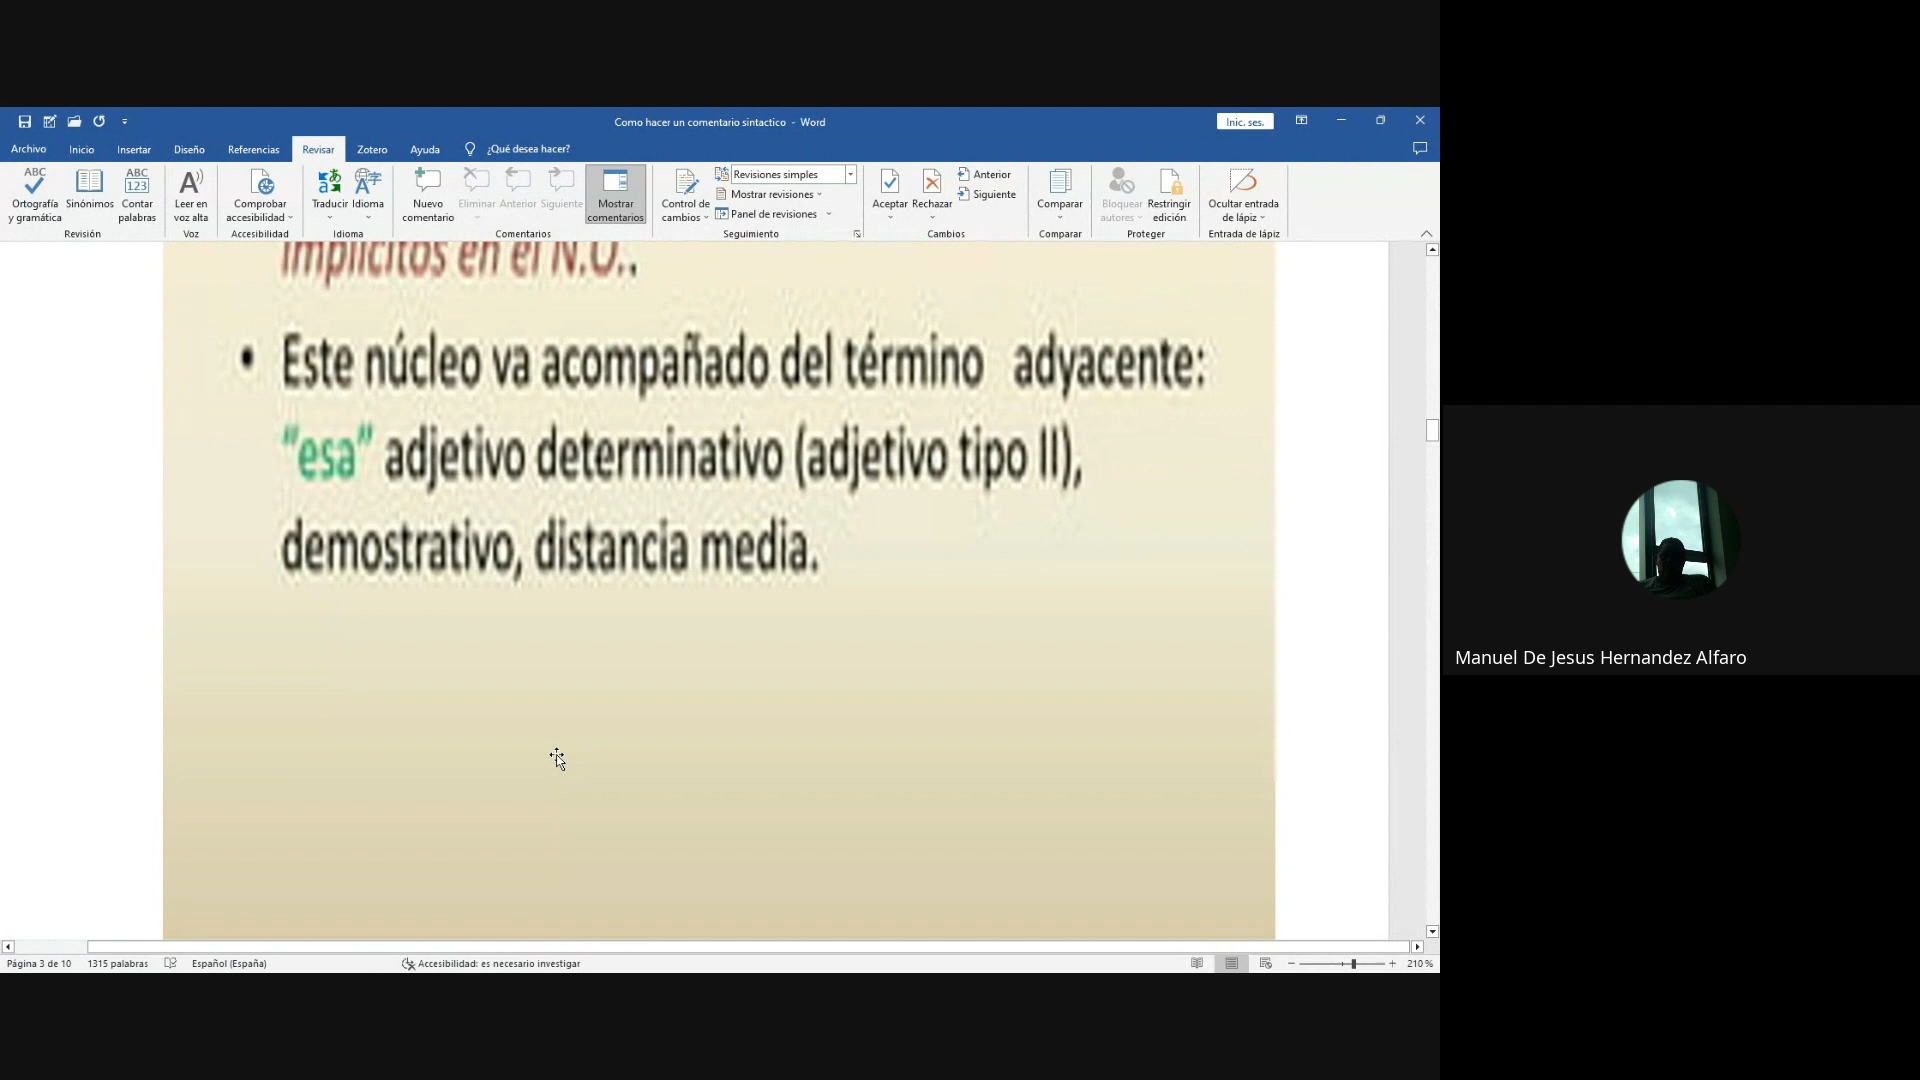 Como hacer un comentario sintactico - Word
Inic. ses.
Archivo Inicio Insertar Diseño Referencias Revisar Zotero Ayuda ¿Qué desea hacer?
ABC Ortografía y gramática
Sinónimos
ABC 123 Contar palabras
Revisión
A Leer en voz alta
Voz
Comprobar accesibilidad
Accesibilidad
Traducir
Idioma
Idioma
Nuevo comentario
Eliminar
Anterior
Siguiente
Mostrar comentarios
Comentarios
Control de cambios
Revisiones simples
Mostrar revisiones
Panel de revisiones
Seguimiento
Aceptar
Rechazar
Anterior
Siguiente
Cambios
Comparar
Comparar
Bloquear autores
Restringir edición
Proteger
Ocultar entrada de lápiz
Entrada de lápiz
implícitos en el N.O..
• Este núcleo va acompañado del término adyacente:
“esa” adjetivo determinativo (adjetivo tipo II),
demostrativo, distancia media.
Manuel De Jesus Hernandez Alfaro
Página 3 de 10 1315 palabras Español (España) Accesibilidad: es necesario investigar 210 %